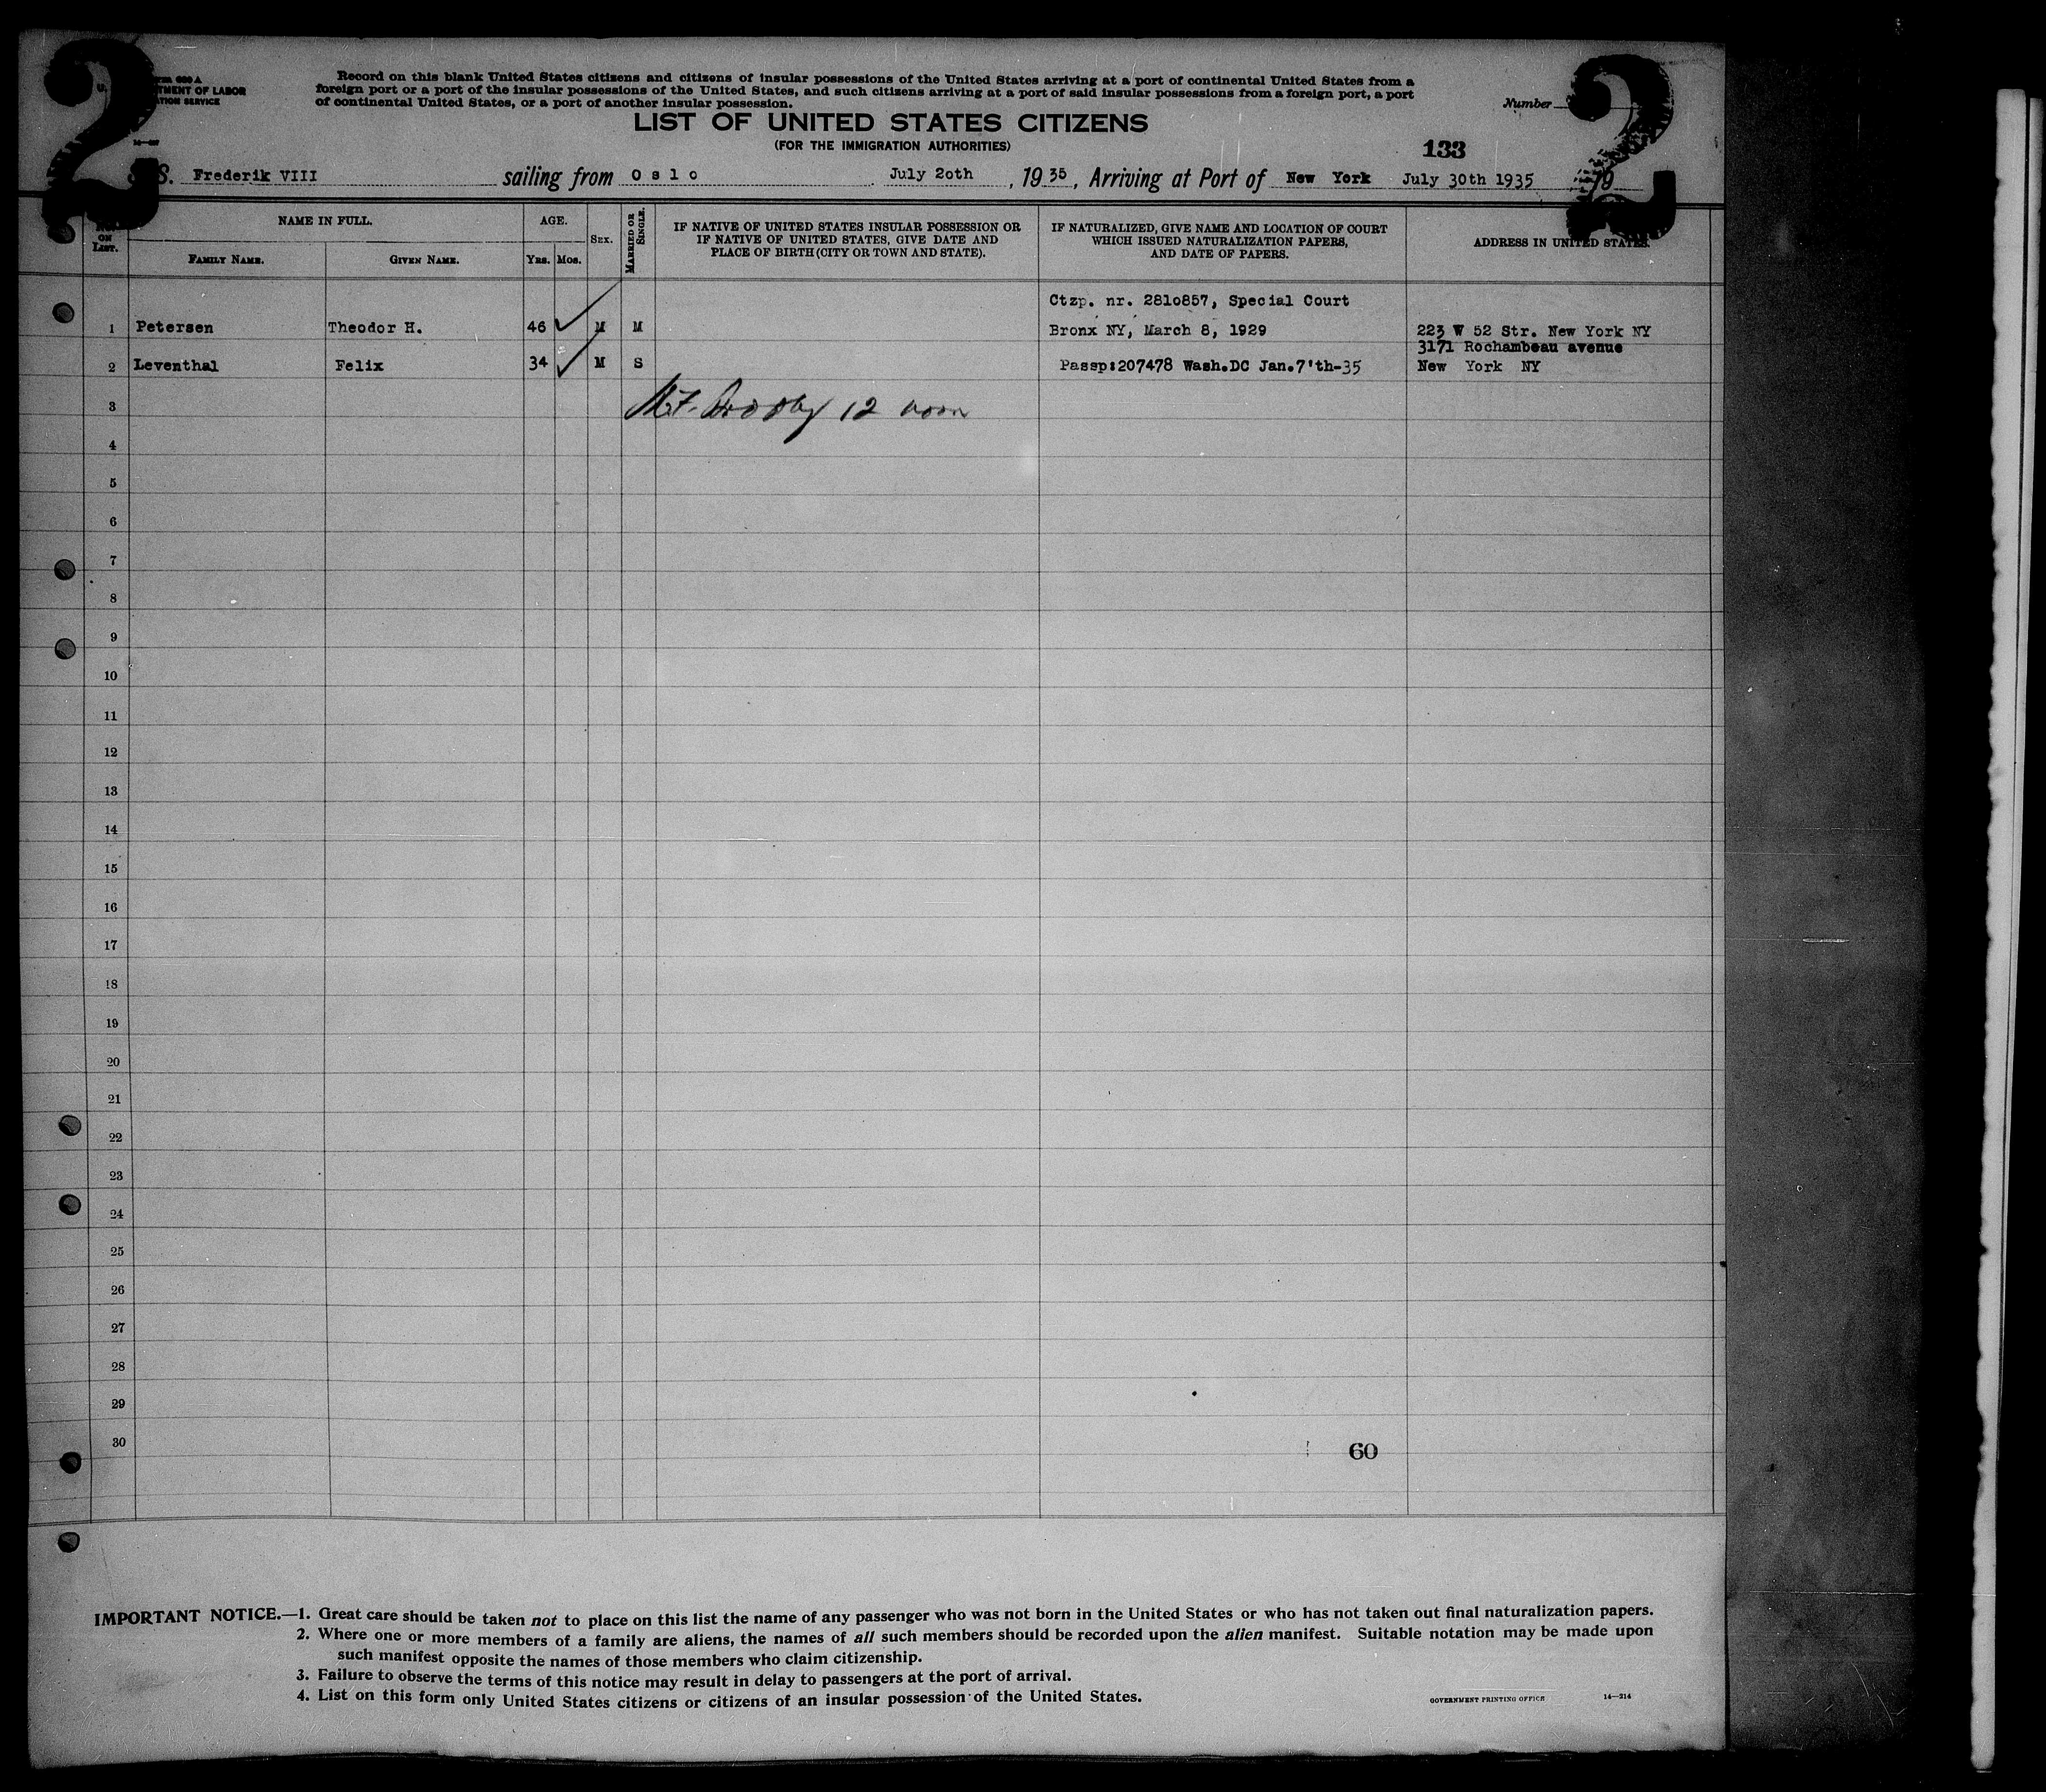 2 2
Form 630 A
U. TMENT OF LABOR
ATION SERVICE
Record on this blank United States citizens and citizens of insular possessions of the United States arriving at a port of continental United States from a
foreign port or a port of the insular possessions of the United States, and such citizens arriving at a port of said insular possessions from a foreign port, a port
of continental United States, or a port of another insular possession.
Number
LIST OF UNITED STATES CITIZENS
(FOR THE IMMIGRATION AUTHORITIES)
133
S. Frederik VIII sailing from O s l o July 2oth, 1935, Arriving at Port of New York July 30th 1935 19
No. ON LIST. NAME IN FULL. AGE. SEX. MARRIED OR SINGLE. IF NATIVE OF UNITED STATES INSULAR POSSESSION OR IF NATIVE OF UNITED STATES, GIVE DATE AND PLACE OF BIRTH (CITY OR TOWN AND STATE). IF NATURALIZED, GIVE NAME AND LOCATION OF COURT WHICH ISSUED NATURALIZATION PAPERS, AND DATE OF PAPERS. ADDRESS IN UNITED STATES.
FAMILY NAME. GIVEN NAME. YRS. MOS.
Ctzp. nr. 281o857, Special Court
1 Petersen Theodor H. 46 M M Bronx NY, March 8, 1929 223 W 52 Str. New York NY
3171 Rochambeau avenue
2 Leventhal Felix 34 M S Passp:207478 Wash.DC Jan.7'th-35 New York NY
3 12 noon
4
5
6
7
8
9
10
11
12
13
14
15
16
17
18
19
20
21
22
23
24
25
26
27
28
29
30
60
IMPORTANT NOTICE.—1. Great care should be taken not to place on this list the name of any passenger who was not born in the United States or who has not taken out final naturalization papers.
2. Where one or more members of a family are aliens, the names of all such members should be recorded upon the alien manifest. Suitable notation may be made upon
such manifest opposite the names of those members who claim citizenship.
3. Failure to observe the terms of this notice may result in delay to passengers at the port of arrival.
4. List on this form only United States citizens or citizens of an insular possession of the United States.
GOVERNMENT PRINTING OFFICE 14—214